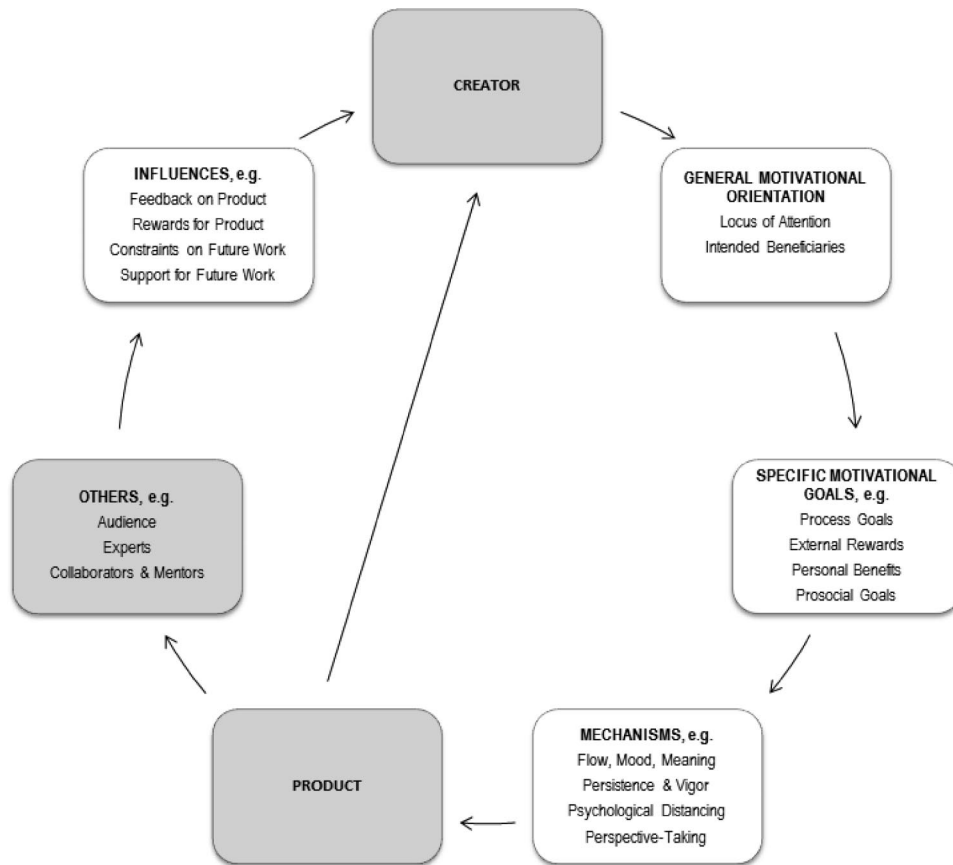 CREATOR
INFLUENCES, e.g.
Feedback on Product
Rewards for Product
Constraints on Future Work
Support for Future Work
GENERAL MOTIVATIONAL
ORIENTATION
Locus of Attention
Intended Beneficiaries
OTHERS, e.g.
Audience
Experts
Collaborators & Mentors
SPECIFIC MOTIVATIONAL
GOALS, e.g.
Process Goals
External Rewards
Personal Benefits
Prosocial Goals
PRODUCT
MECHANISMS, e.g.
Flow, Mood, Meaning
Persistence & Vigor
Psychological Distancing
Perspective-Taking